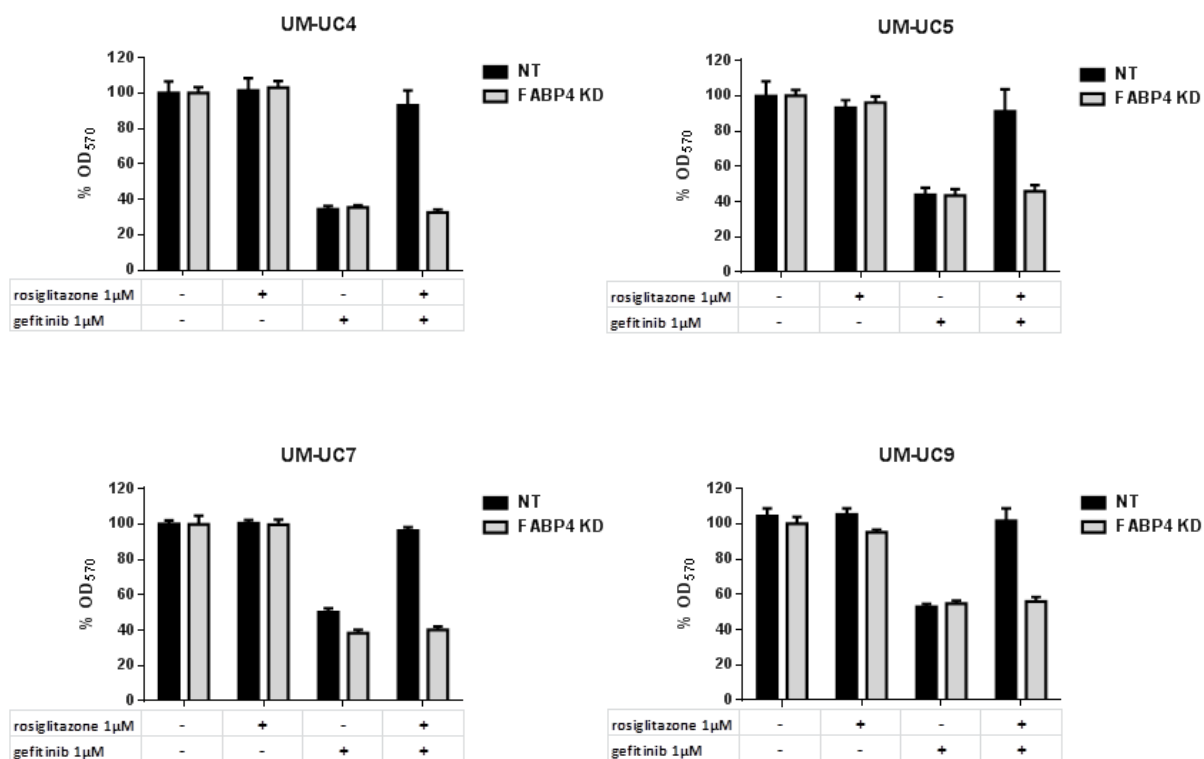 UM-UC4
% OD570
120
100
80
60
40
20
0
NT
FABP4 KD
rosiglitazone 1µM - + - +
gefitinib 1µM - - + +
UM-UC5
% OD570
120
100
80
60
40
20
0
NT
FABP4 KD
rosiglitazone 1µM - + - +
gefitinib 1µM - - + +
UM-UC7
% OD570
120
100
80
60
40
20
0
NT
FABP4 KD
rosiglitazone 1µM - + - +
gefitinib 1µM - - + +
UM-UC9
% OD570
120
100
80
60
40
20
0
NT
FABP4 KD
rosiglitazone 1µM - + - +
gefitinib 1µM - - + +